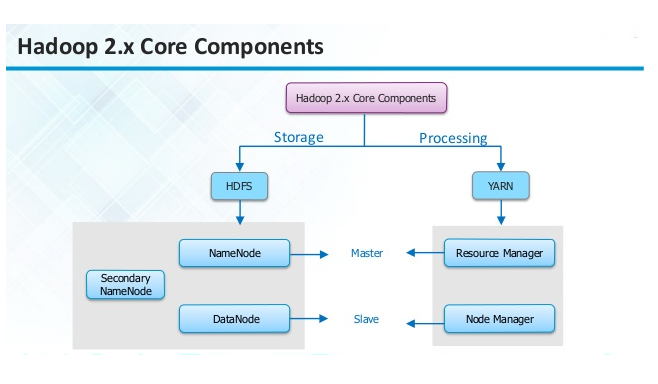 Hadoop 2.x Core Components
Hadoop 2.x Core Components
Storage
Processing
HDFS
YARN
NameNode
Master
Resource Manager
Secondary
NameNode
DataNode
Slave
Node Manager